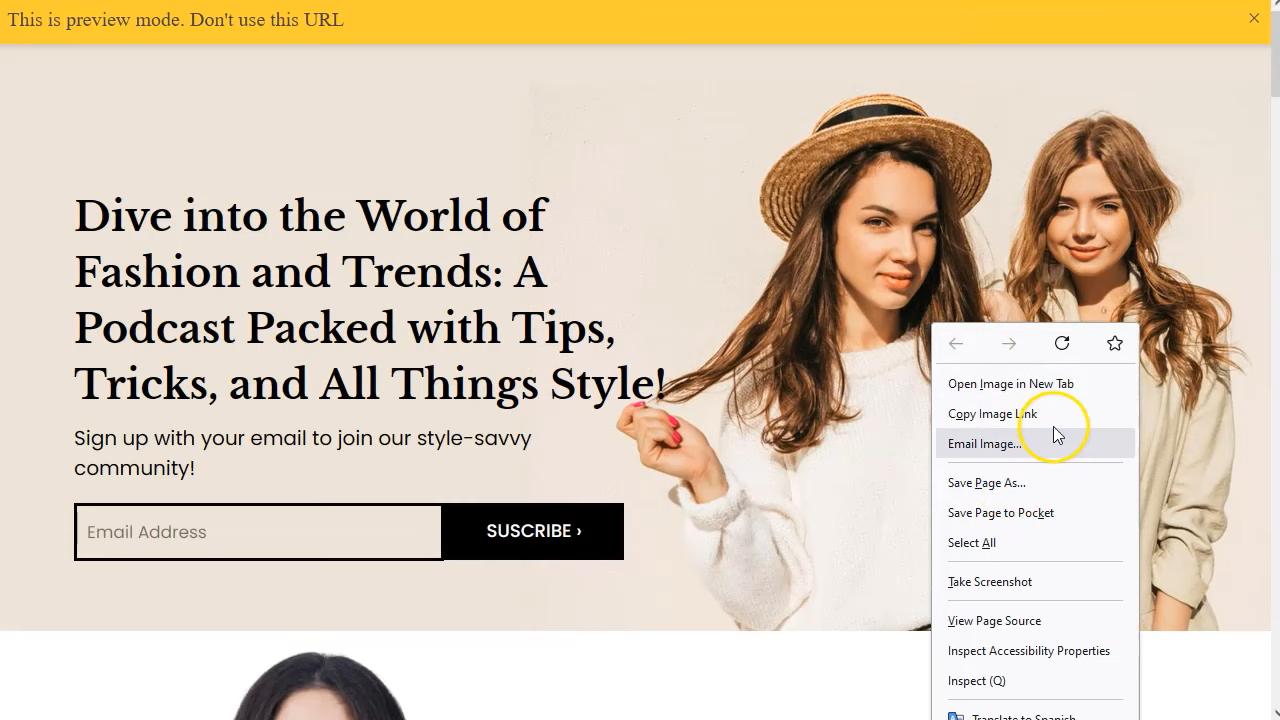 This is preview mode. Don't use this URL
Dive into the World of
Fashion and Trends: A
Podcast Packed with Tips,
Tricks, and All Things Style!
Sign up with your email to join our style-savvy
community!
Email Address
SUSCRIBE ›
Open Image in New Tab
Copy Image Link
Email Image...
Save Page As...
Save Page to Pocket
Select All
Take Screenshot
View Page Source
Inspect Accessibility Properties
Inspect (Q)
Translate to Spanish